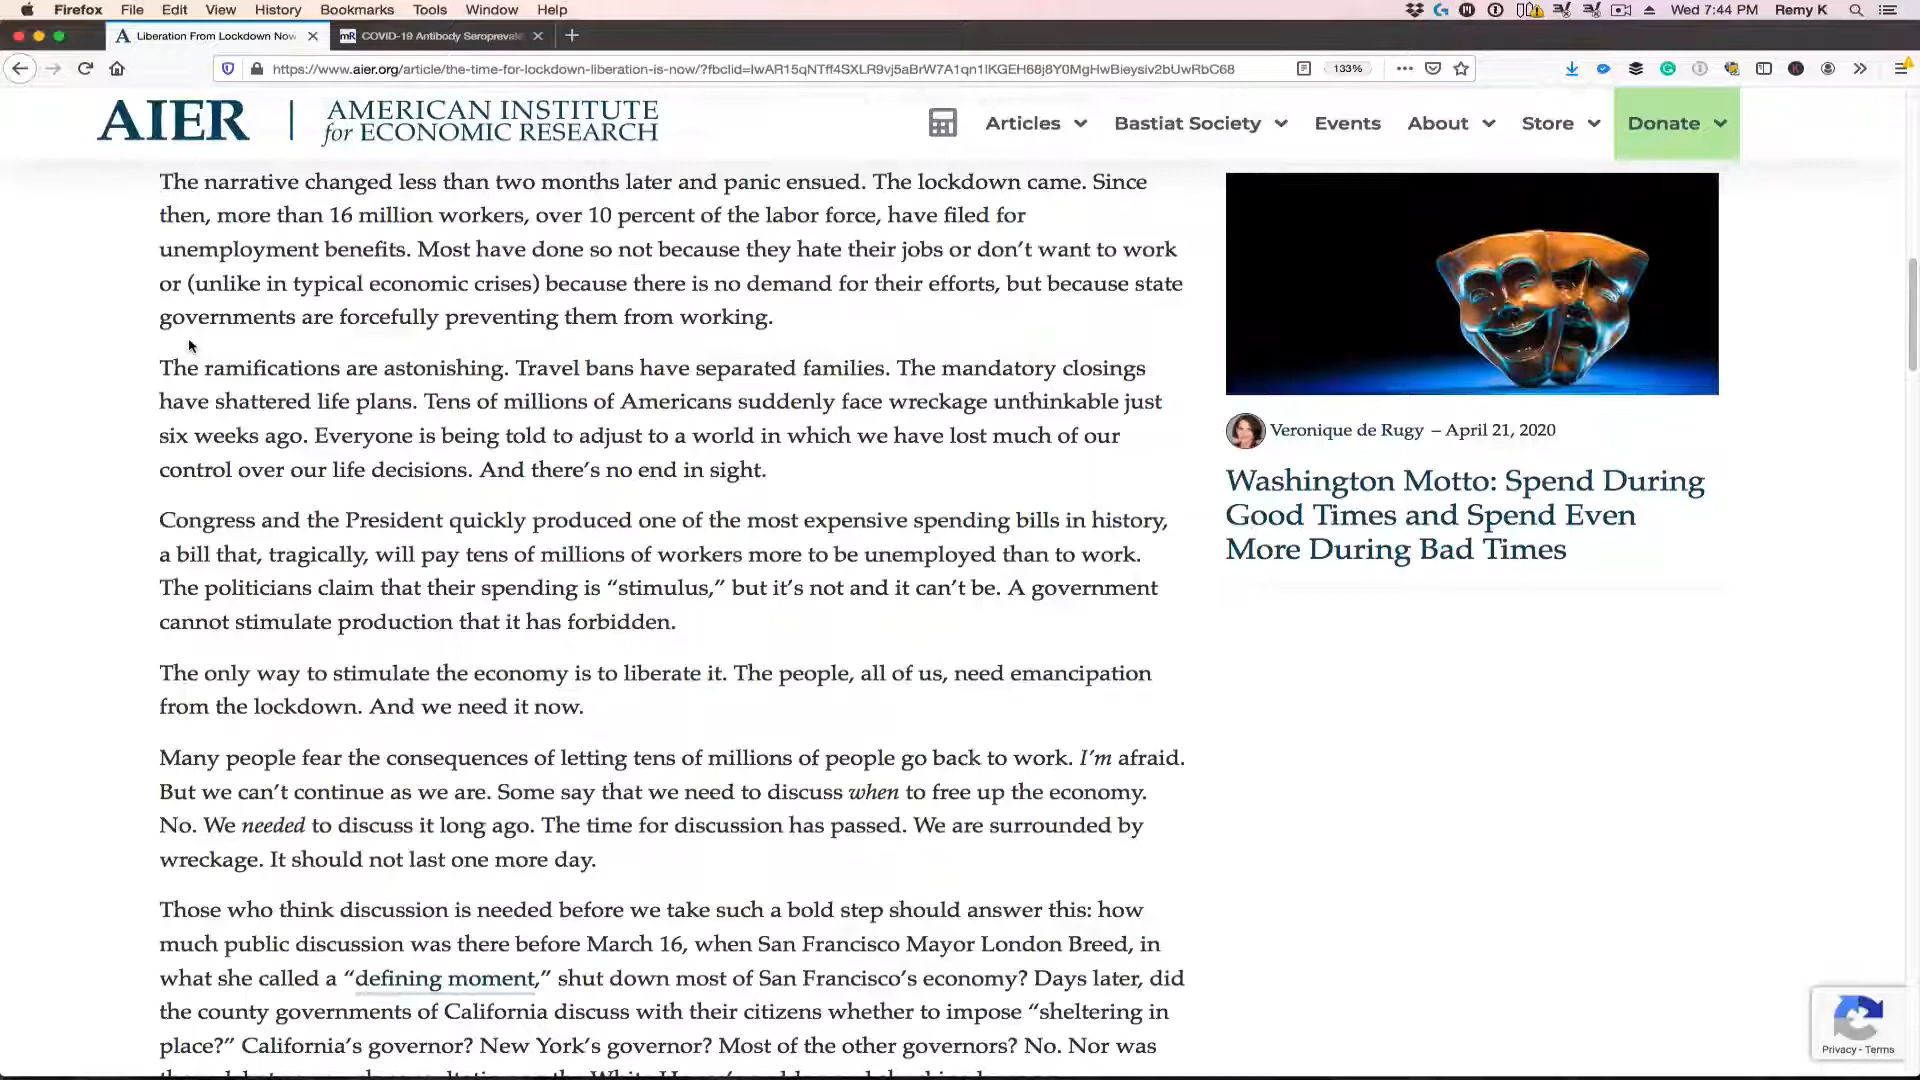 Firefox File Edit View History Bookmarks Tools Window Help Wed 7:44 PM Remy K
Liberation From Lockdown Now
mR COVID-19 Antibody Seroprevale
https://www.aier.org/article/the-time-for-lockdown-liberation-is-now/?fbclid=IwAR15qNTff4SXLR9vj5aBrW7A1qn1lKGEH68j8Y0MgHwBieysiv2bUwRbC68 133%
AIER AMERICAN INSTITUTE
for ECONOMIC RESEARCH
Articles Bastiat Society Events About Store Donate
The narrative changed less than two months later and panic ensued. The lockdown came. Since
then, more than 16 million workers, over 10 percent of the labor force, have filed for
unemployment benefits. Most have done so not because they hate their jobs or don’t want to work
or (unlike in typical economic crises) because there is no demand for their efforts, but because state
governments are forcefully preventing them from working.
The ramifications are astonishing. Travel bans have separated families. The mandatory closings
have shattered life plans. Tens of millions of Americans suddenly face wreckage unthinkable just
six weeks ago. Everyone is being told to adjust to a world in which we have lost much of our
control over our life decisions. And there’s no end in sight.
Congress and the President quickly produced one of the most expensive spending bills in history,
a bill that, tragically, will pay tens of millions of workers more to be unemployed than to work.
The politicians claim that their spending is “stimulus,” but it’s not and it can’t be. A government
cannot stimulate production that it has forbidden.
The only way to stimulate the economy is to liberate it. The people, all of us, need emancipation
from the lockdown. And we need it now.
Many people fear the consequences of letting tens of millions of people go back to work. I’m afraid.
But we can’t continue as we are. Some say that we need to discuss when to free up the economy.
No. We needed to discuss it long ago. The time for discussion has passed. We are surrounded by
wreckage. It should not last one more day.
Those who think discussion is needed before we take such a bold step should answer this: how
much public discussion was there before March 16, when San Francisco Mayor London Breed, in
what she called a “defining moment,” shut down most of San Francisco’s economy? Days later, did
the county governments of California discuss with their citizens whether to impose “sheltering in
place?” California’s governor? New York’s governor? Most of the other governors? No. Nor was
Veronique de Rugy – April 21, 2020
Washington Motto: Spend During
Good Times and Spend Even
More During Bad Times
Privacy - Terms